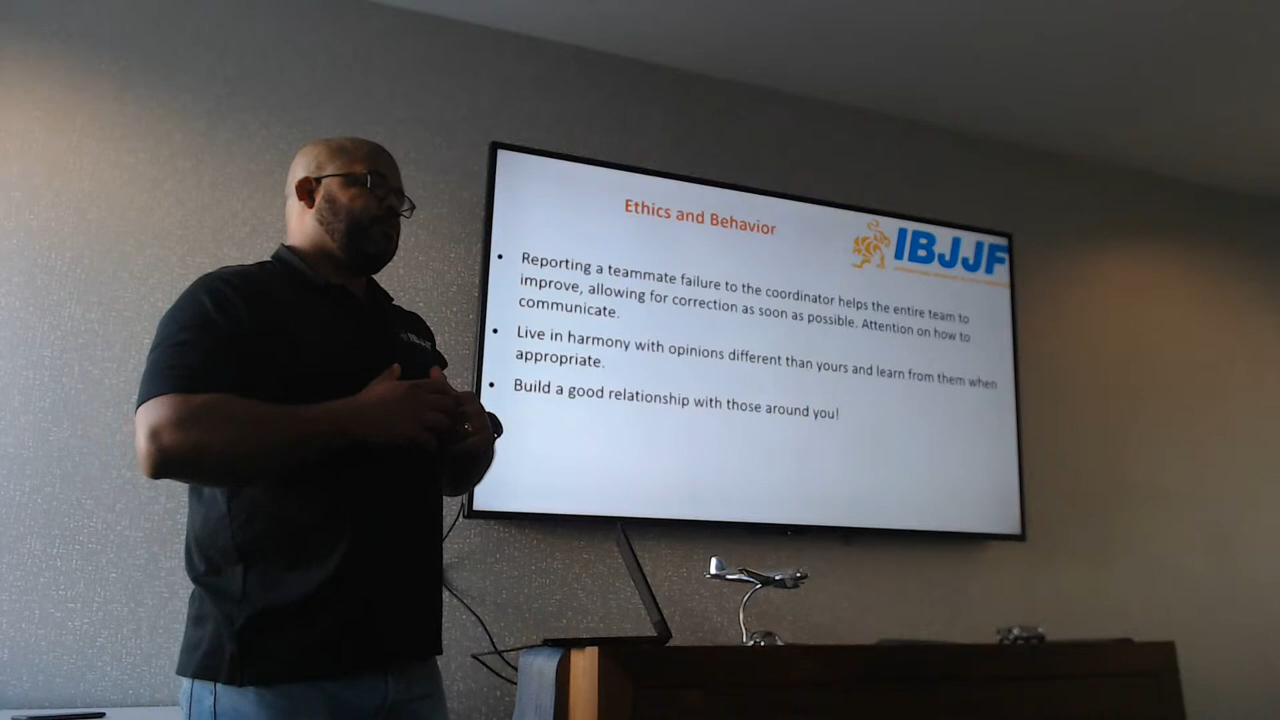 Ethics and Behavior
IBJJF
• Reporting a teammate failure to the coordinator helps the entire team to
improve, allowing for correction as soon as possible. Attention on how to
communicate.
• Live in harmony with opinions different than yours and learn from them when
appropriate.
• Build a good relationship with those around you!
IBJJF